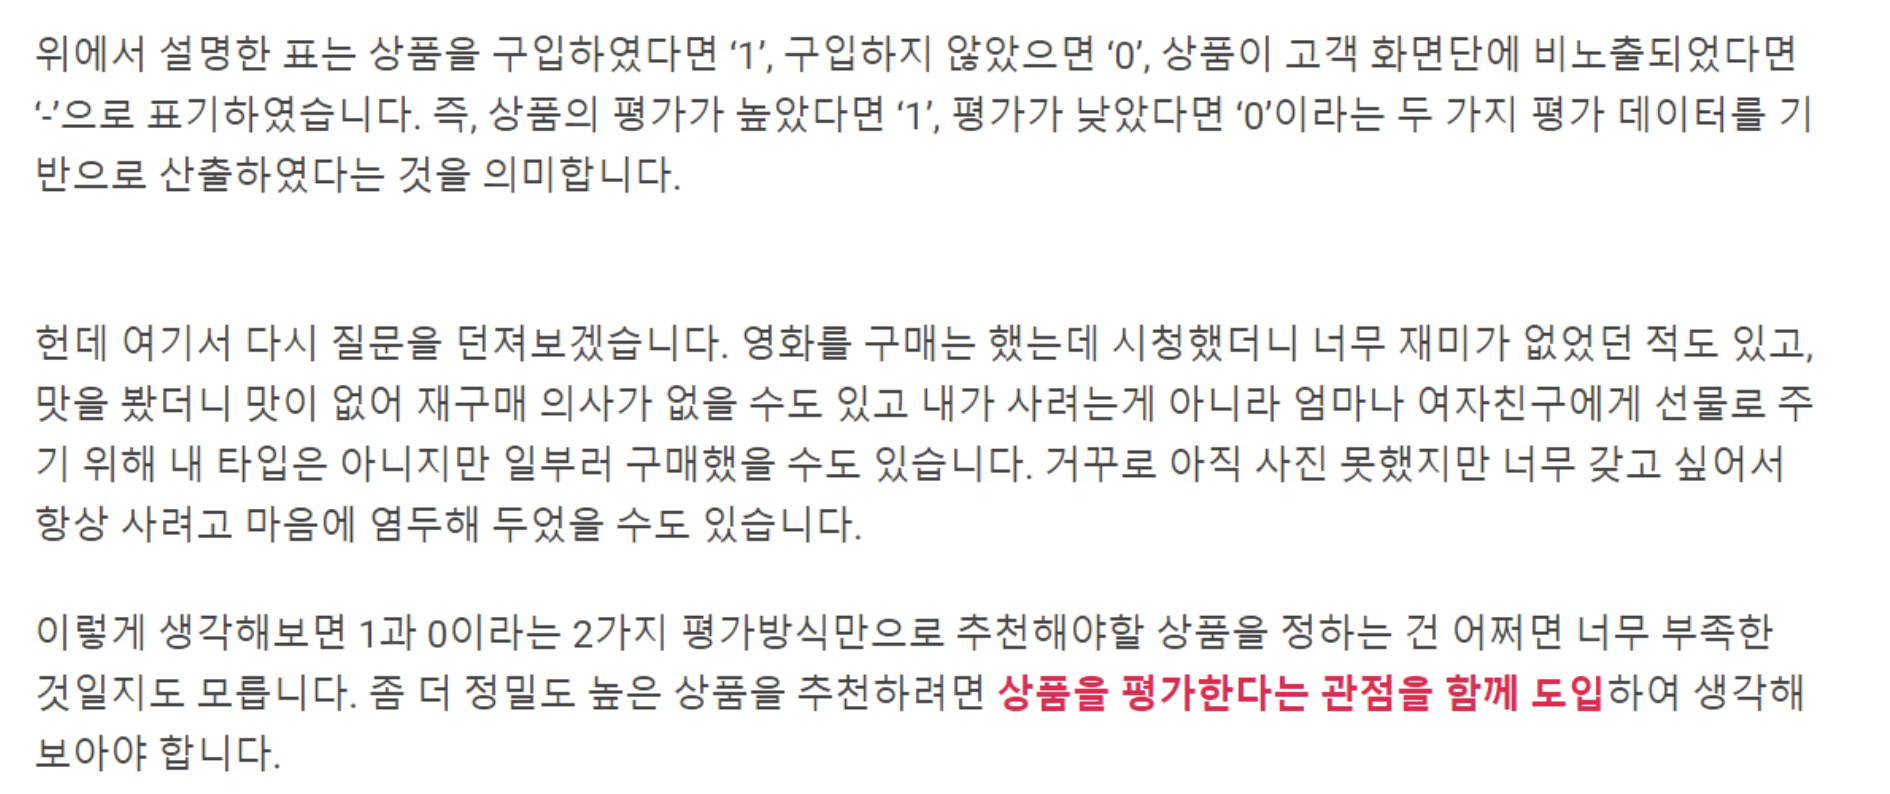 위에서 설명한 표는 상품을 구입하였다면 ‘1’, 구입하지 않았으면 ‘0’, 상품이 고객 화면단에 비노출되었다면
‘-’으로 표기하였습니다. 즉, 상품의 평가가 높았다면 ‘1’, 평가가 낮았다면 ‘0’이라는 두 가지 평가 데이터를 기
반으로 산출하였다는 것을 의미합니다.
헌데 여기서 다시 질문을 던져보겠습니다. 영화를 구매는 했는데 시청했더니 너무 재미가 없었던 적도 있고,
맛을 봤더니 맛이 없어 재구매 의사가 없을 수도 있고 내가 사려는게 아니라 엄마나 여자친구에게 선물로 주
기 위해 내 타입은 아니지만 일부러 구매했을 수도 있습니다. 거꾸로 아직 사진 못했지만 너무 갖고 싶어서
항상 사려고 마음에 염두해 두었을 수도 있습니다.
이렇게 생각해보면 1과 0이라는 2가지 평가방식만으로 추천해야할 상품을 정하는 건 어쩌면 너무 부족한
것일지도 모릅니다. 좀 더 정밀도 높은 상품을 추천하려면 상품을 평가한다는 관점을 함께 도입하여 생각해
보아야 합니다.